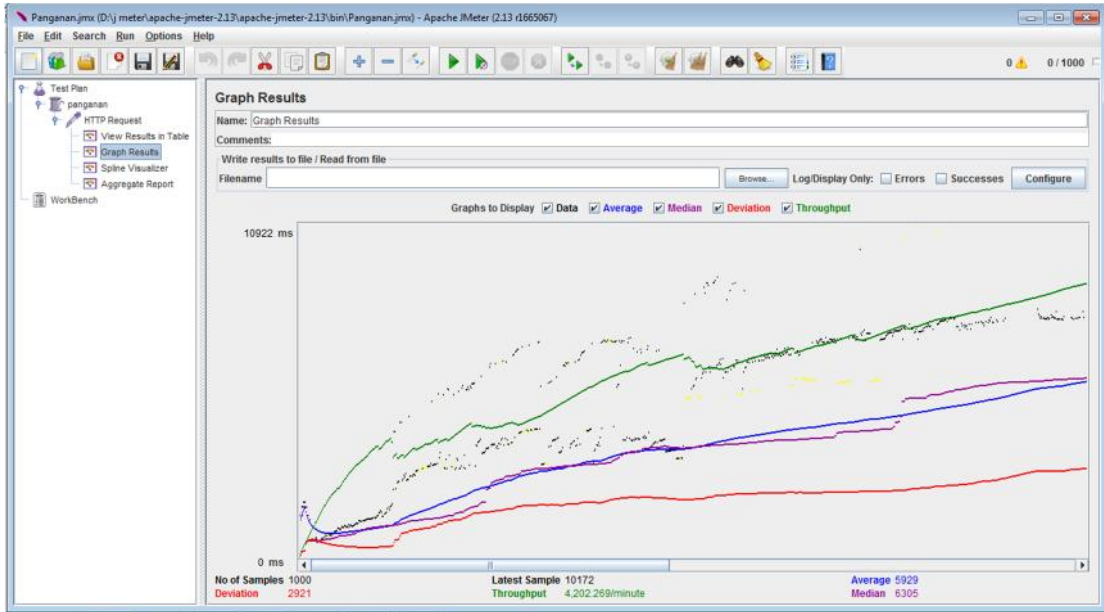 Panganan.jmx (D:\j meter\apache-jmeter-2.13\apache-jmeter-2.13\bin\Panganan.jmx) - Apache JMeter (2.13 r1665067)
File Edit Search Run Options Help
0 0 / 1000
Test Plan
panganan
HTTP Request
View Results in Table
Graph Results
Spline Visualizer
Aggregate Report
WorkBench
Graph Results
Name: Graph Results
Comments:
Write results to file / Read from file
Filename Browse... Log/Display Only: Errors Successes Configure
Graphs to Display Data Average Median Deviation Throughput
10922 ms
0 ms
No of Samples 1000 Latest Sample 10172 Average 5929
Deviation 2921 Throughput 4,202.269/minute Median 6305